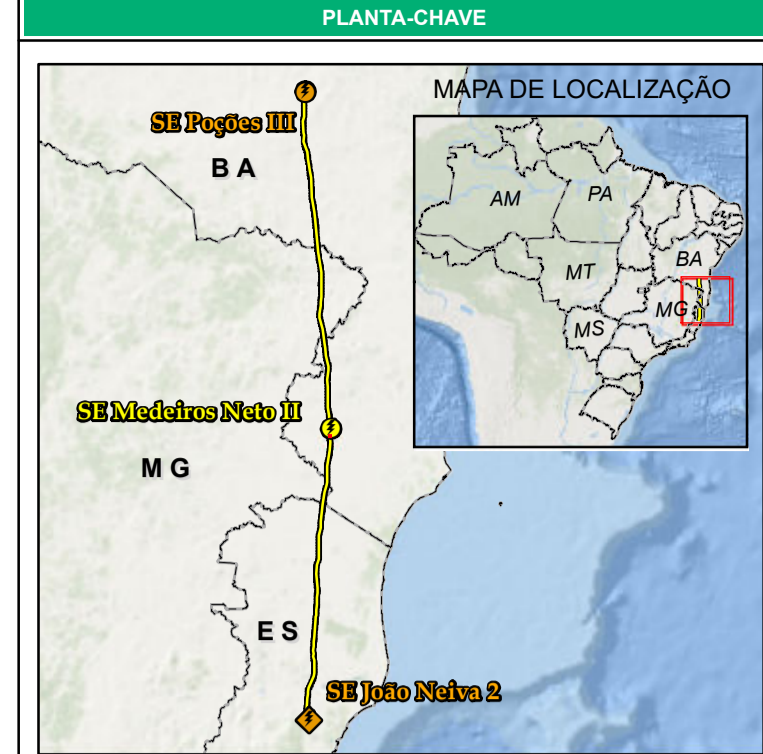 PLANTA-CHAVE
MAPA DE LOCALIZAÇÃO
SE Poções III
B A
AM
PA
BA
MT
MG
MS
SE Medeiros Neto II
M G
E S
SE João Neiva 2